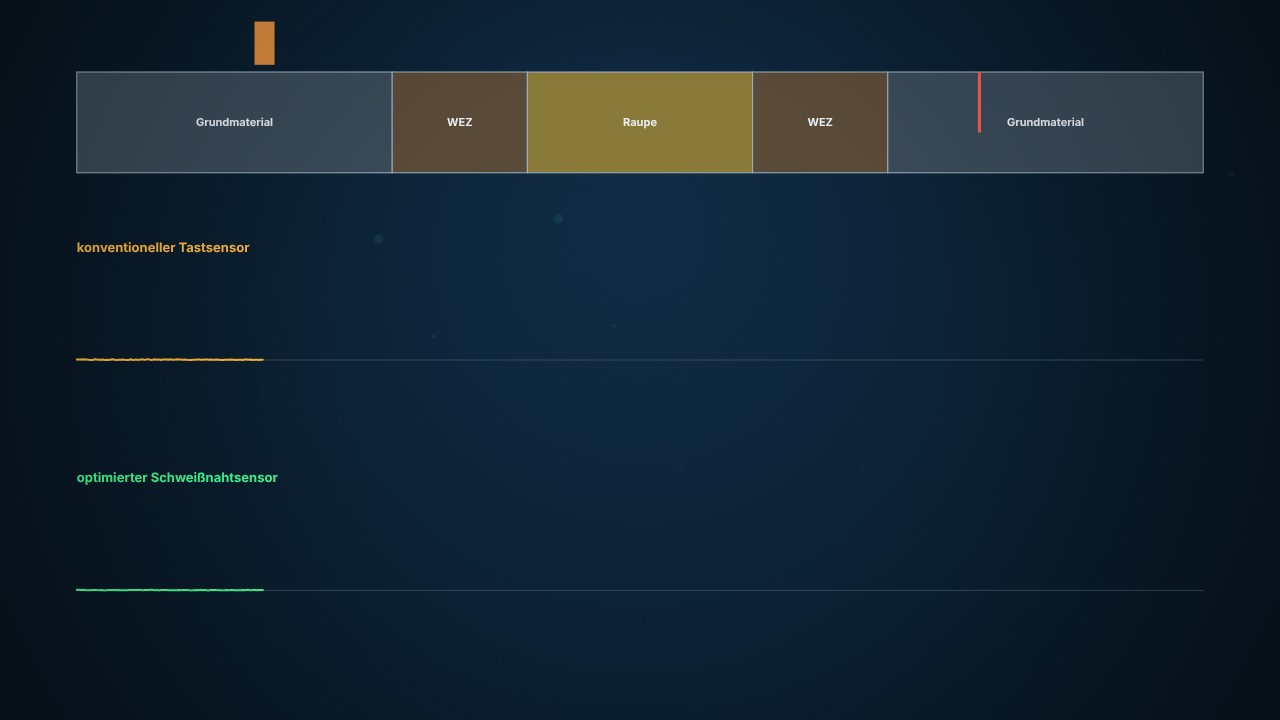 Grundmaterial
WEZ
Raupe
WEZ
Grundmaterial
konventioneller Tastsensor
optimierter Schweißnahtsensor